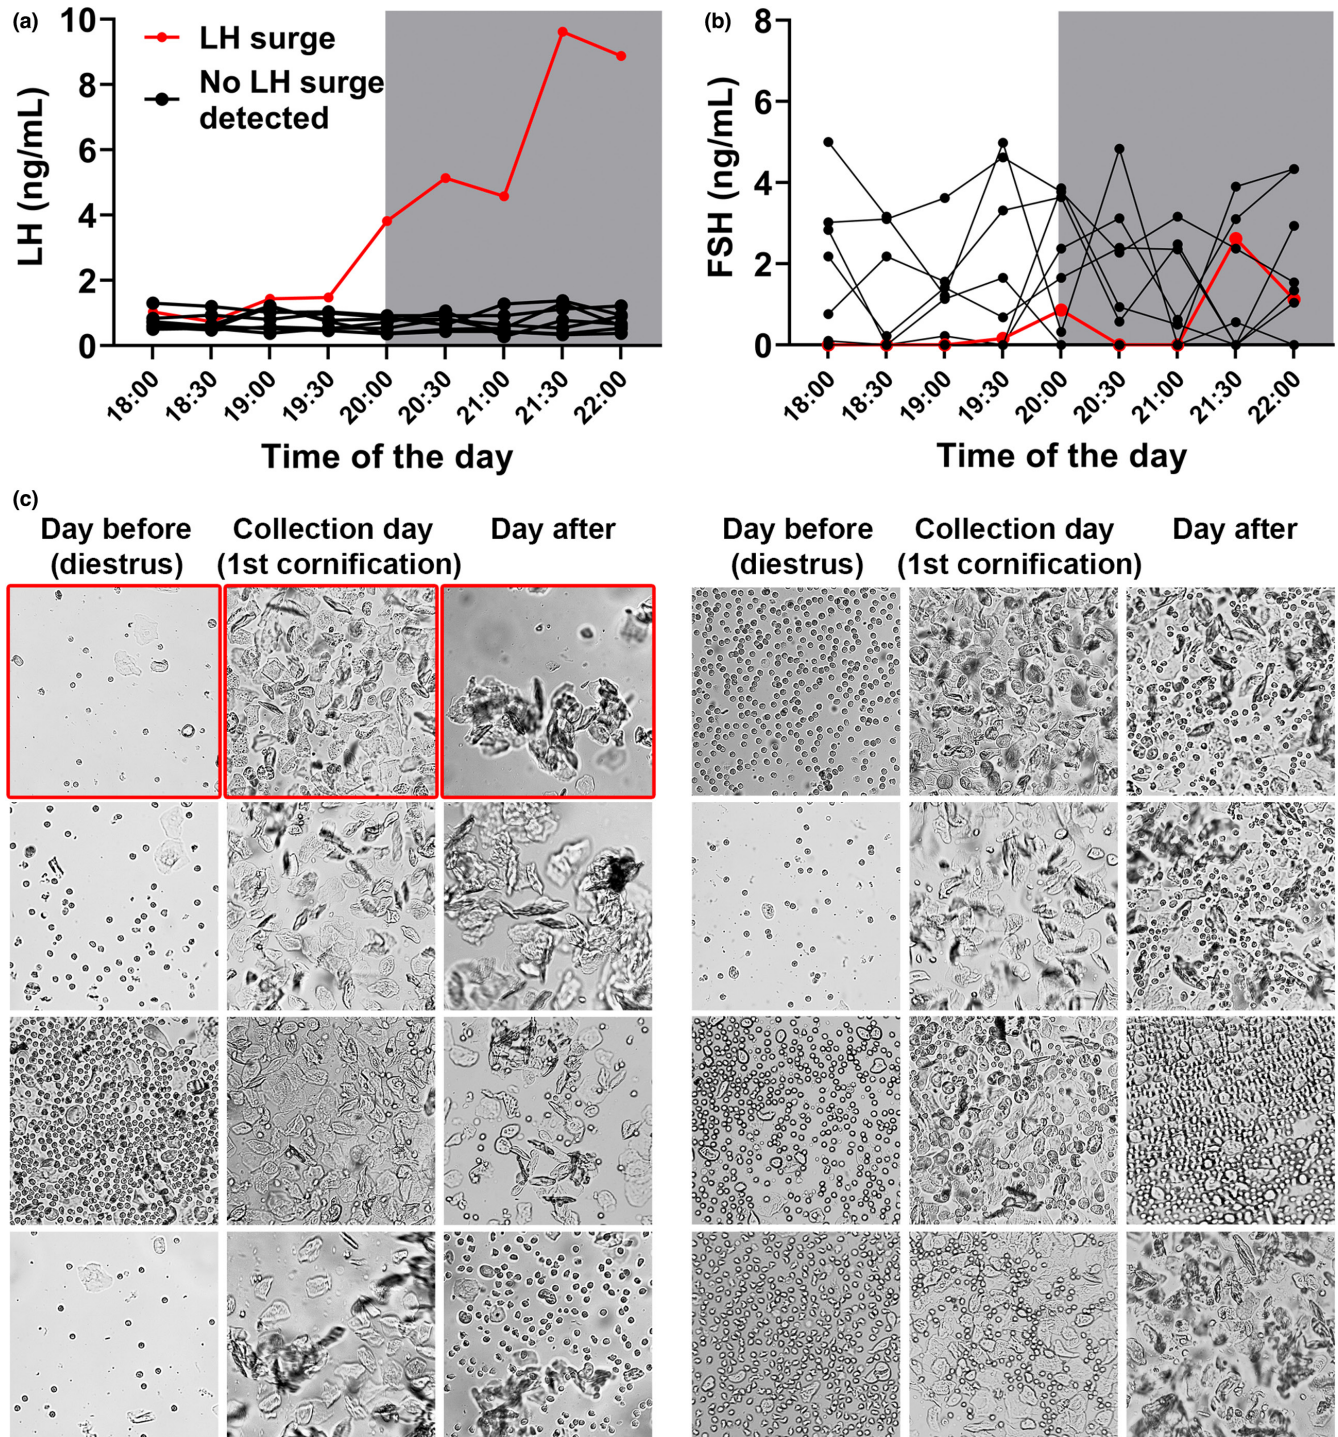 (a)
10
8
6
4
2
0
LH (ng/mL)
LH surge
No LH surge
detected
18:00
18:30
19:00
19:30
20:00
20:30
21:00
21:30
22:00
Time of the day
(b)
8
6
4
2
0
FSH (ng/mL)
18:00
18:30
19:00
19:30
20:00
20:30
21:00
21:30
22:00
Time of the day
(c)
Day before
(diestrus)
Collection day
(1st cornification)
Day after
Day before
(diestrus)
Collection day
(1st cornification)
Day after